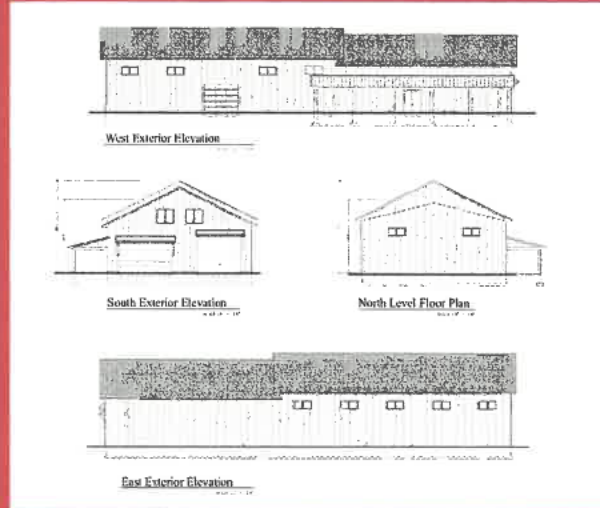 West Exterior Elevation
South Exterior Elevation
North Level Floor Plan
East Exterior Elevation